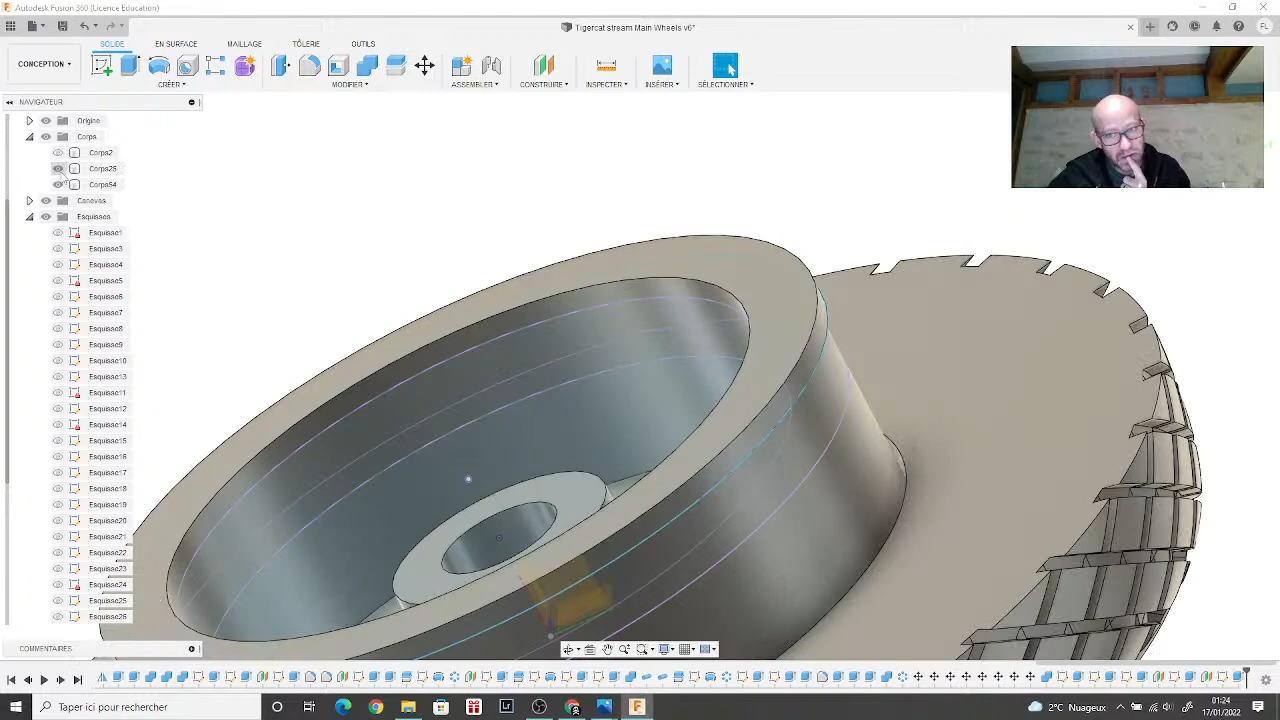 Autodesk Fusion 360 (Licence Education)
Tigercat stream Main Wheels v6*
FL
CONCEPTION
SOLIDE
EN SURFACE
MAILLAGE
TÔLERIE
OUTILS
CRÉER
MODIFIER
ASSEMBLER
CONSTRUIRE
INSPECTER
INSÉRER
SÉLECTIONNER
NAVIGATEUR
Origine
Corps
Corps2
Corps25
Corps54
Canevas
Esquisses
Esquisse1
Esquisse3
Esquisse4
Esquisse5
Esquisse6
Esquisse7
Esquisse8
Esquisse9
Esquisse10
Esquisse13
Esquisse11
Esquisse12
Esquisse14
Esquisse15
Esquisse16
Esquisse17
Esquisse18
Esquisse19
Esquisse20
Esquisse21
Esquisse22
Esquisse23
Esquisse24
Esquisse25
Esquisse26
COMMENTAIRES
Taper ici pour rechercher
2°C Nuageux
01:24
17/01/2022